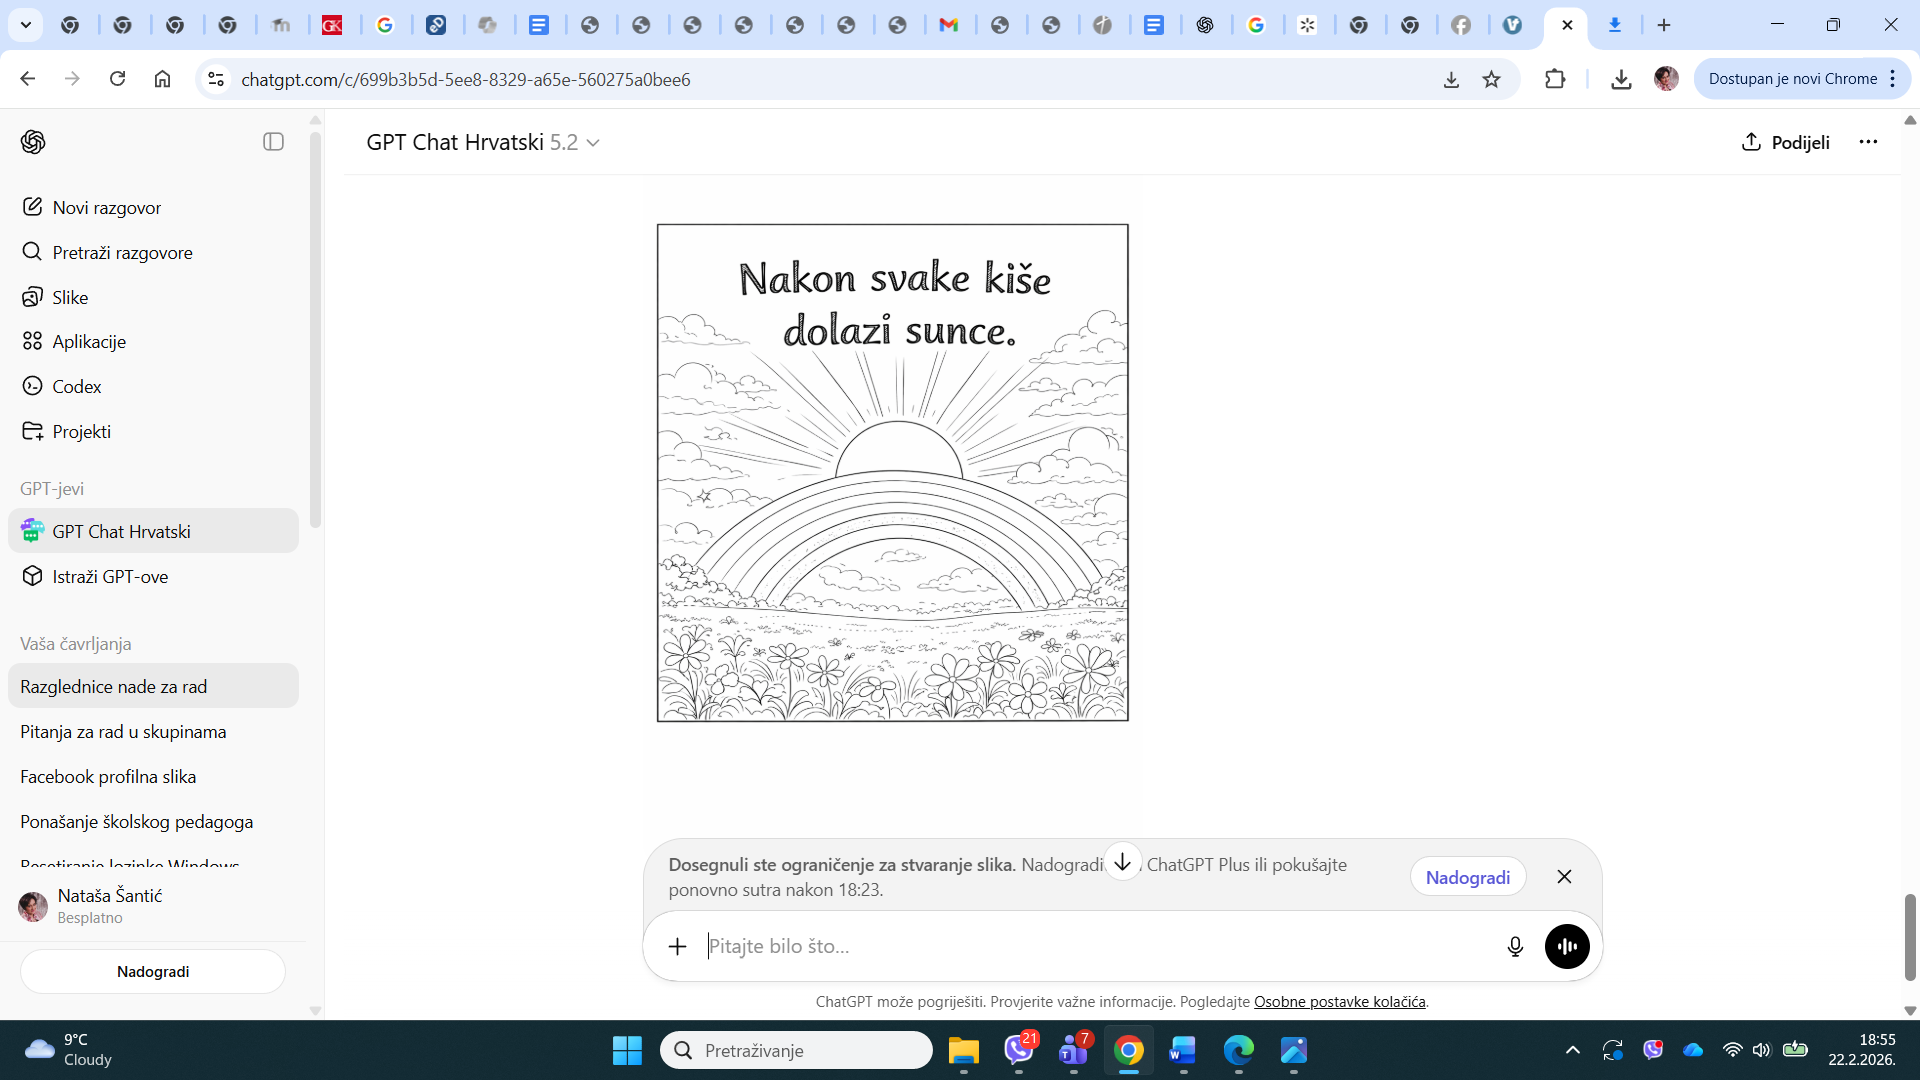 chatgpt.com/c/699b3b5d-5ee8-8329-a65e-560275a0bee6
Dostupan je novi Chrome
GPT Chat Hrvatski 5.2
Podijeli
Novi razgovor
Pretraži razgovore
Slike
Aplikacije
Codex
Projekti
GPT-jevi
GPT Chat Hrvatski
Istraži GPT-ove
Vaša čavrljanja
Razglednice nade za rad
Pitanja za rad u skupinama
Facebook profilna slika
Ponašanje školskog pedagoga
Resetiranje lozinke Windows
Nataša Šantić
Besplatno
Nadogradi
Nakon svake kiše
dolazi sunce.
Dosegnuli ste ograničenje za stvaranje slika. Nadogradi ChatGPT Plus ili pokušajte
ponovno sutra nakon 18:23.
Nadogradi
Pitajte bilo što...
ChatGPT može pogriješiti. Provjerite važne informacije. Pogledajte Osobne postavke kolačića.
9°C
Cloudy
Pretraživanje
21
7
18:55
22.2.2026.